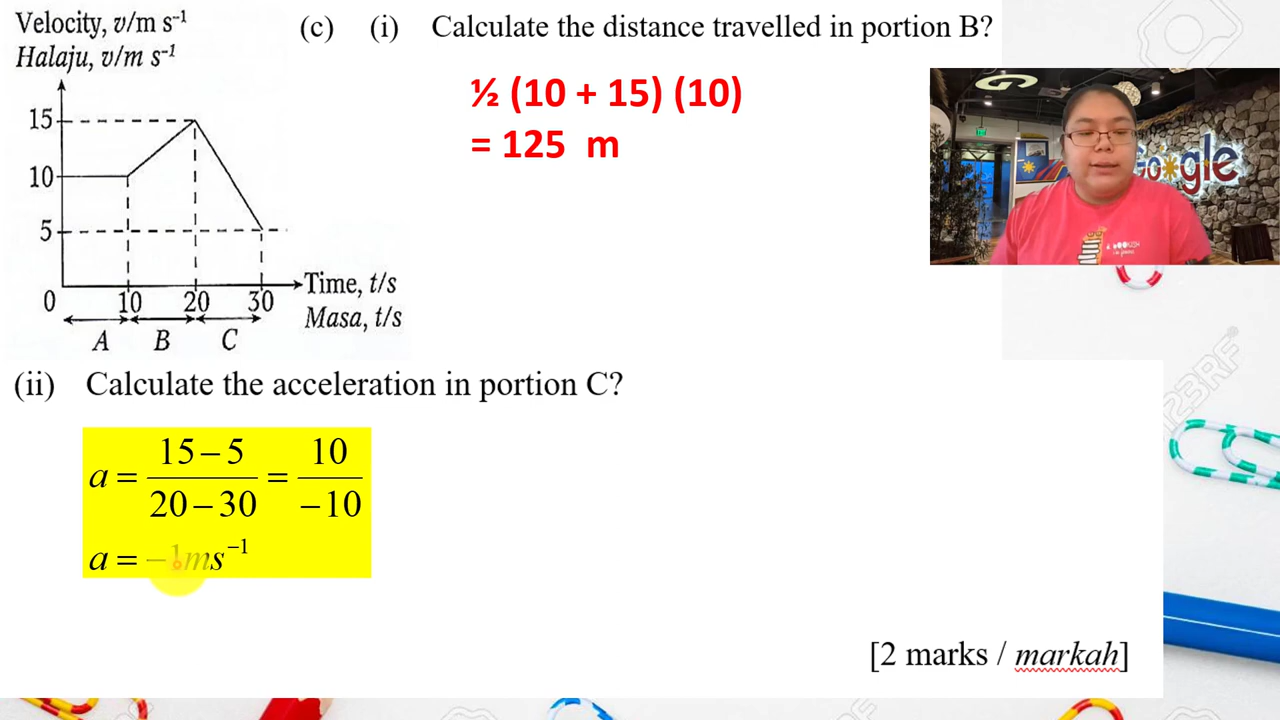 Velocity, v/m s⁻¹
Halaju, v/m s⁻¹
15
10
5
0 10 20 30
Time, t/s
Masa, t/s
A B C
(c) (i) Calculate the distance travelled in portion B?
½ (10 + 15) (10)
= 125 m
Google
(ii) Calculate the acceleration in portion C?
a = (15 – 5)/(20 – 30) = 10/(–10)
a = –1ms⁻¹
[2 marks / markah]
123RF